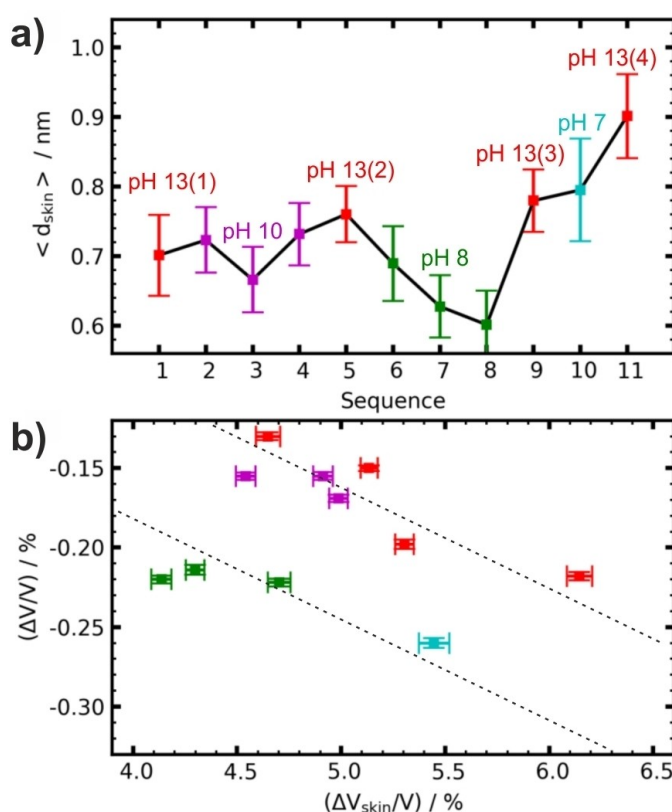 a)
< d_skin > / nm
1.0
0.9
0.8
0.7
0.6
pH 13(1)
pH 10
pH 13(2)
pH 8
pH 13(3)
pH 7
pH 13(4)
1 2 3 4 5 6 7 8 9 10 11
Sequence
b)
(ΔV/V) / %
-0.15
-0.20
-0.25
-0.30
4.0 4.5 5.0 5.5 6.0 6.5
(ΔV_skin/V) / %